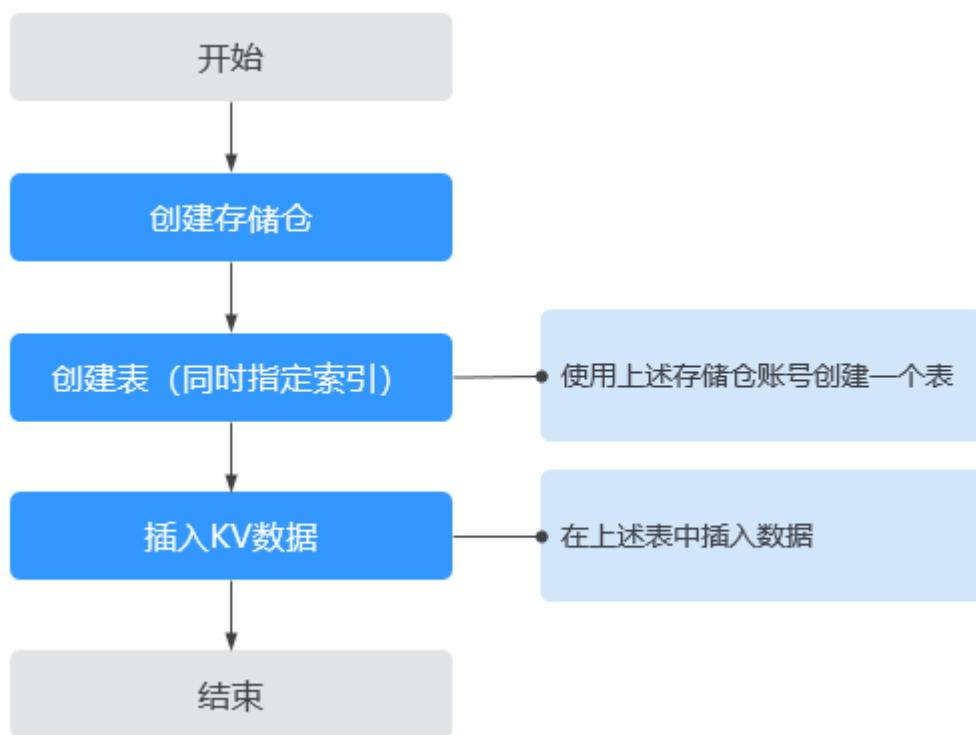 开始
创建存储仓
创建表（同时指定索引）
使用上述存储仓账号创建一个表
插入KV数据
在上述表中插入数据
结束